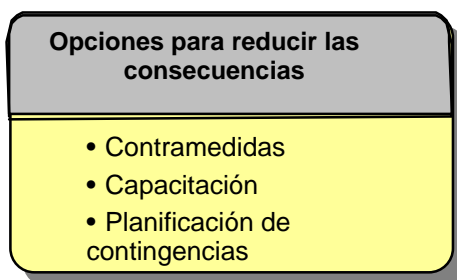 Opciones para reducir las
consecuencias
• Contramedidas
• Capacitación
• Planificación de
contingencias